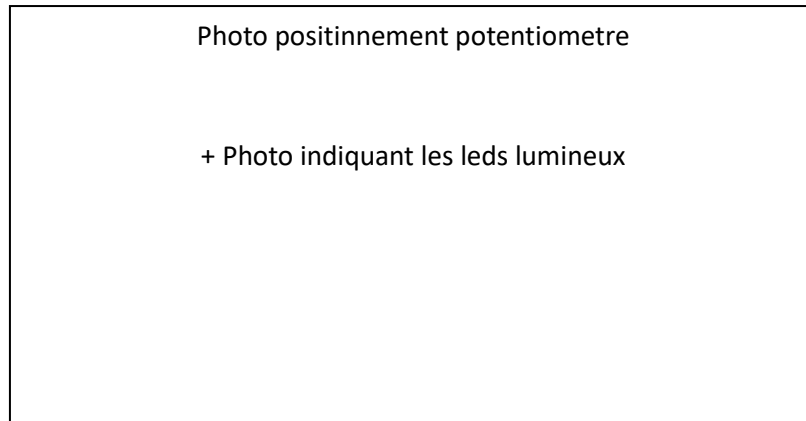 Photo positinnement potentiometre
+ Photo indiquant les leds lumineux